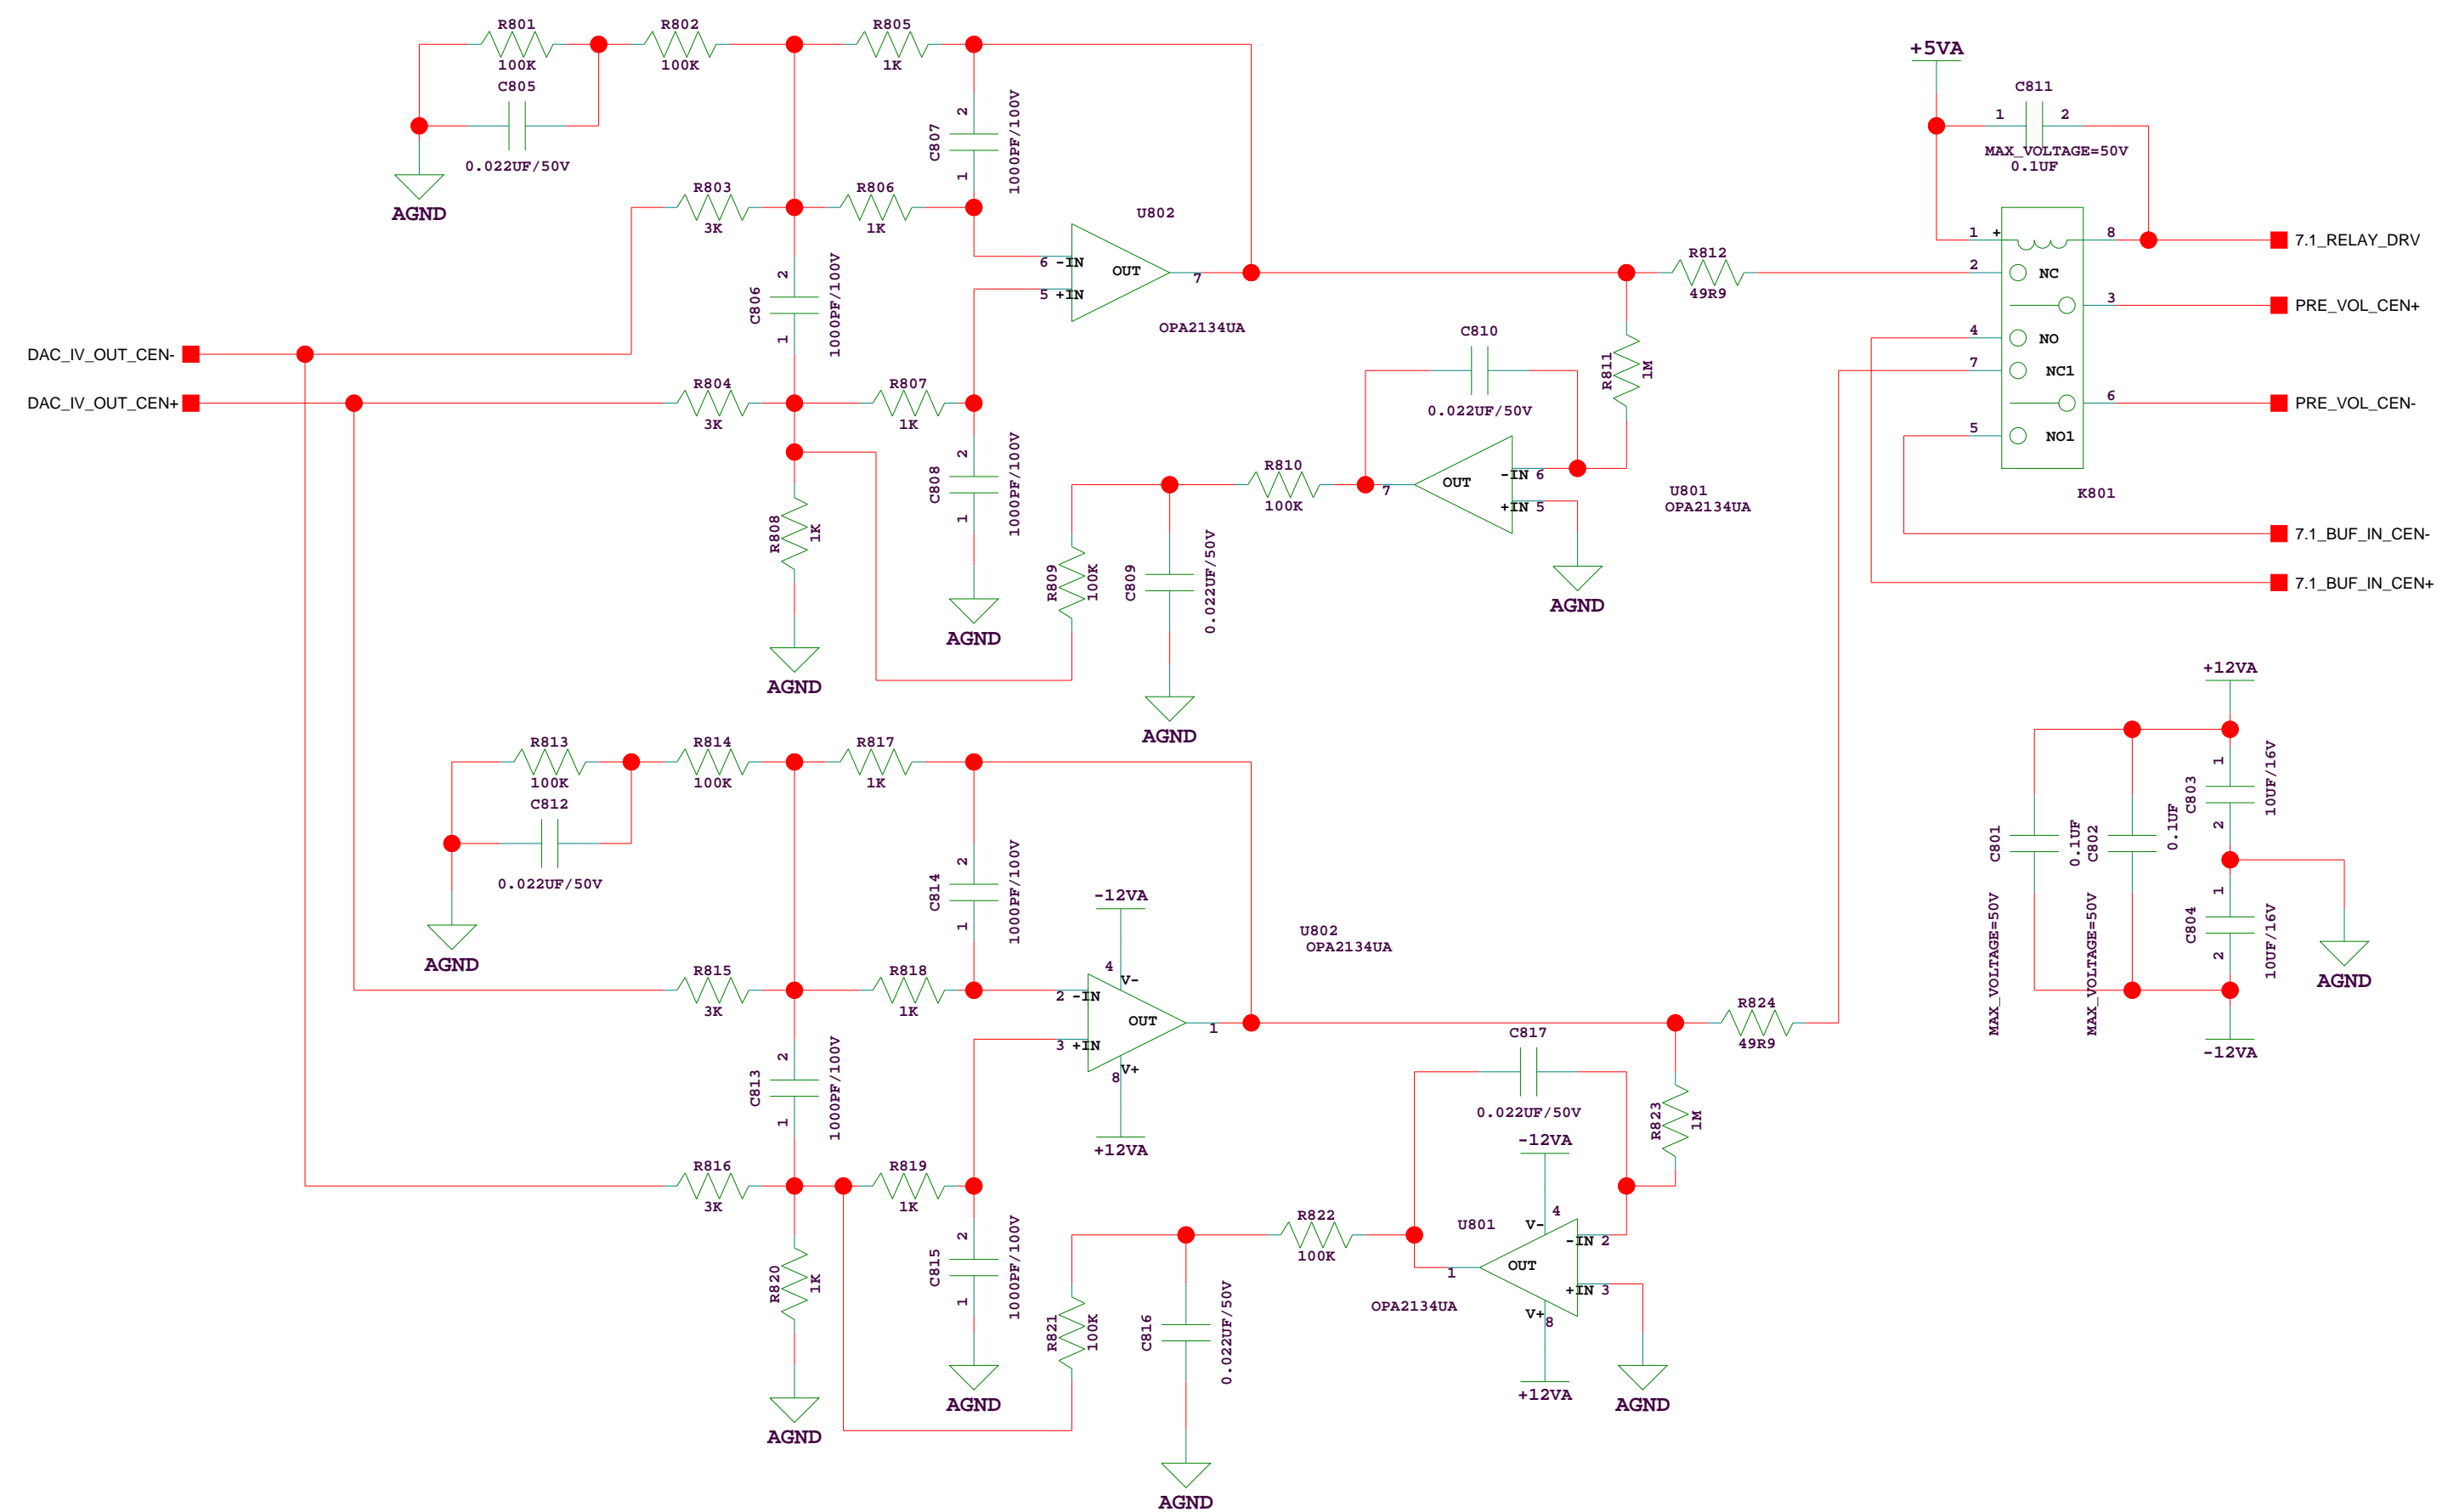 R801
100K
C805
0.022UF/50V
AGND
R802
100K
R805
1K
2
C807
1
1000PF/100V
R803
3K
R806
1K
U802
6 -IN
5 +IN
OUT
7
OPA2134UA
2
C806
1
1000PF/100V
DAC_IV_OUT_CEN-
DAC_IV_OUT_CEN+
R804
3K
R807
1K
2
C808
1
1000PF/100V
AGND
R808
1K
AGND
R809
100K
C809
0.022UF/50V
AGND
R810
100K
C810
0.022UF/50V
7
OUT
-IN 6
+IN 5
U801
OPA2134UA
AGND
R811
1M
R812
49R9
+5VA
C811
1
2
MAX_VOLTAGE=50V
0.1UF
1
+
8
7.1_RELAY_DRV
2
NC
3
PRE_VOL_CEN+
4
NO
7
NC1
6
PRE_VOL_CEN-
5
NO1
K801
7.1_BUF_IN_CEN-
7.1_BUF_IN_CEN+
R813
100K
C812
0.022UF/50V
AGND
R814
100K
R817
1K
2
C814
1
1000PF/100V
R815
3K
R818
1K
-12VA
4
V-
2 -IN
3 +IN
OUT
1
8
V+
+12VA
U802
OPA2134UA
2
C813
1
1000PF/100V
R816
3K
R819
1K
2
C815
1
1000PF/100V
AGND
R820
1K
AGND
R821
100K
C816
0.022UF/50V
AGND
R822
100K
C817
0.022UF/50V
-12VA
4
V-
U801
-IN 2
OUT
1
+IN 3
V+
8
OPA2134UA
+12VA
AGND
R823
1M
R824
49R9
+12VA
C801
0.1UF
MAX_VOLTAGE=50V
C802
0.1UF
MAX_VOLTAGE=50V
1
C803
2
10UF/16V
1
C804
2
10UF/16V
AGND
-12VA